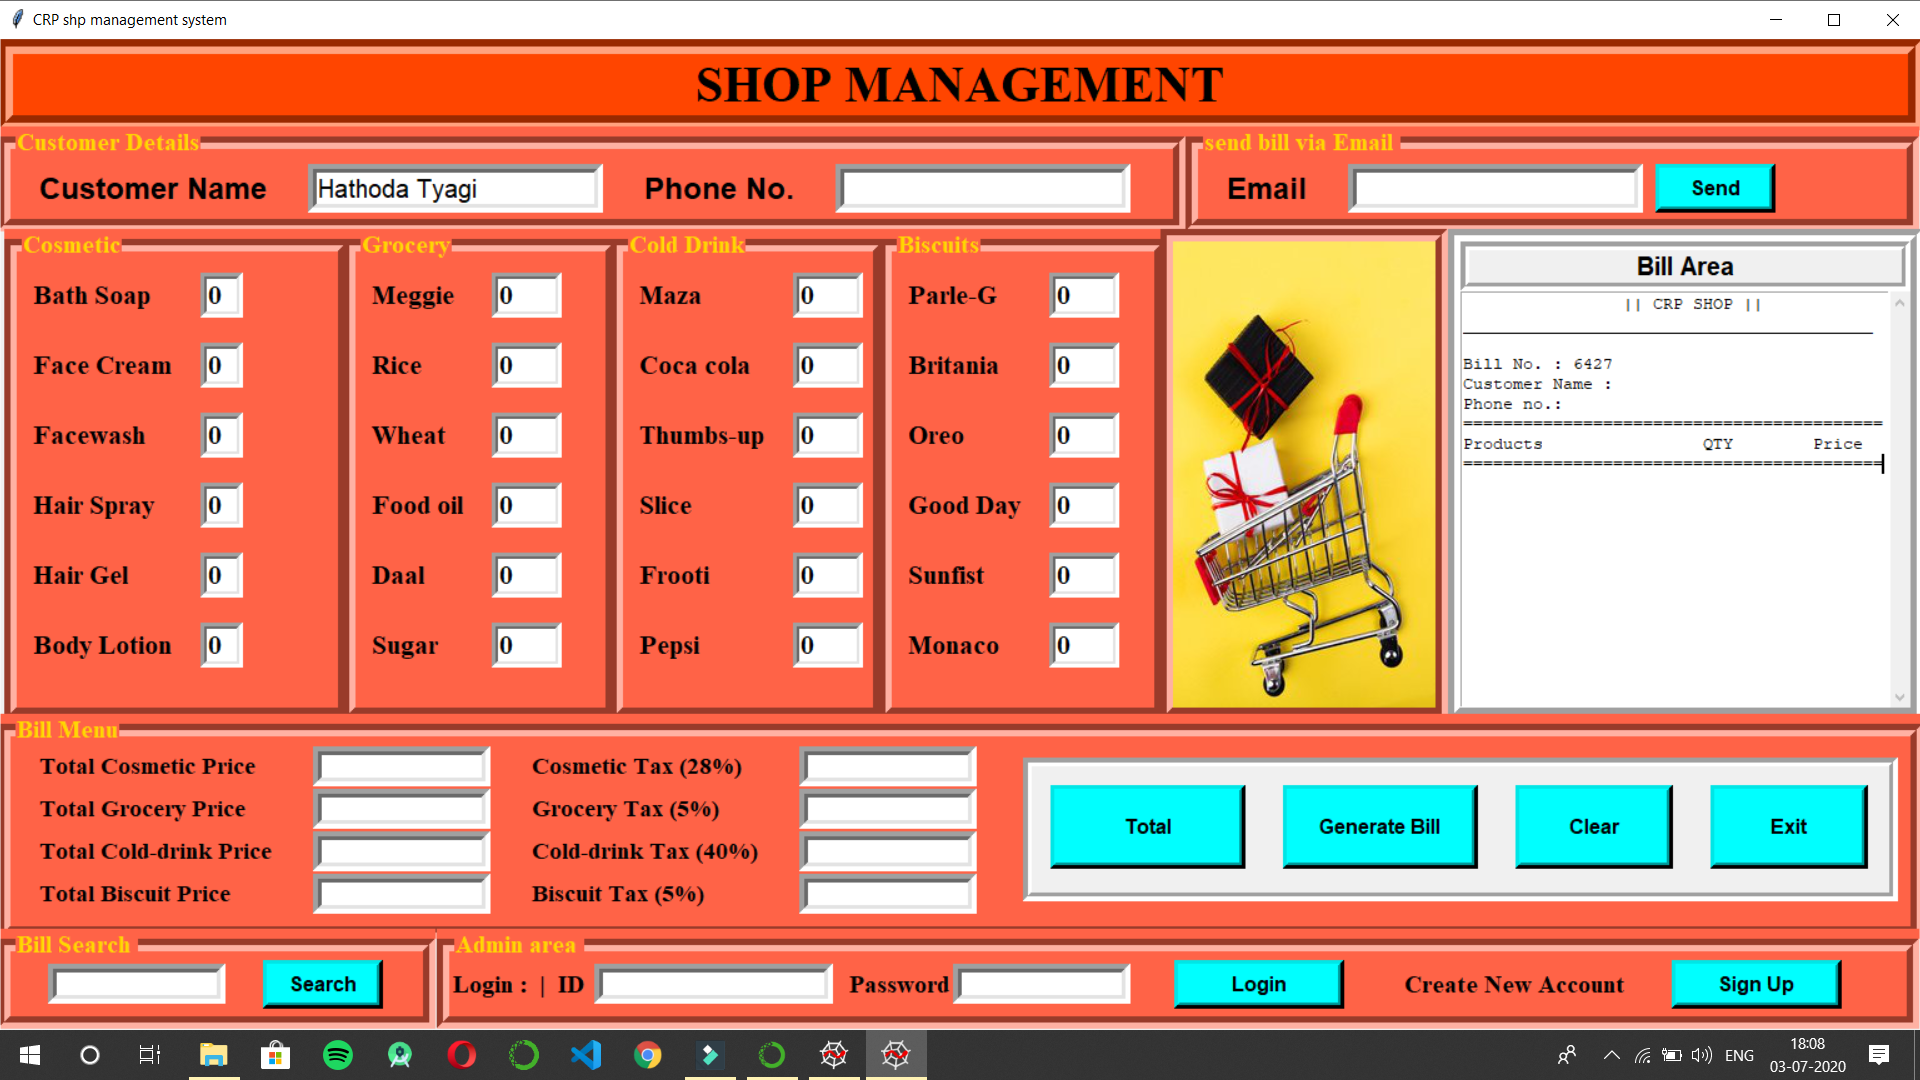 CRP shp management system
SHOP MANAGEMENT
Customer Details
Customer Name Hathoda Tyagi Phone No.
send bill via Email
Email Send
Cosmetic
Bath Soap 0
Face Cream 0
Facewash 0
Hair Spray 0
Hair Gel 0
Body Lotion 0
Grocery
Meggie 0
Rice 0
Wheat 0
Food oil 0
Daal 0
Sugar 0
Cold Drink
Maza 0
Coca cola 0
Thumbs-up 0
Slice 0
Frooti 0
Pepsi 0
Biscuits
Parle-G 0
Britania 0
Oreo 0
Good Day 0
Sunfist 0
Monaco 0
Bill Area
|| CRP SHOP ||
Bill No. : 6427
Customer Name :
Phone no.:
==========================================
Products QTY Price
==========================================
Bill Menu
Total Cosmetic Price Cosmetic Tax (28%)
Total Grocery Price Grocery Tax (5%)
Total Cold-drink Price Cold-drink Tax (40%)
Total Biscuit Price Biscuit Tax (5%)
Total Generate Bill Clear Exit
Bill Search
Search
Admin area
Login : | ID Password Login Create New Account Sign Up
ENG
18:08
03-07-2020